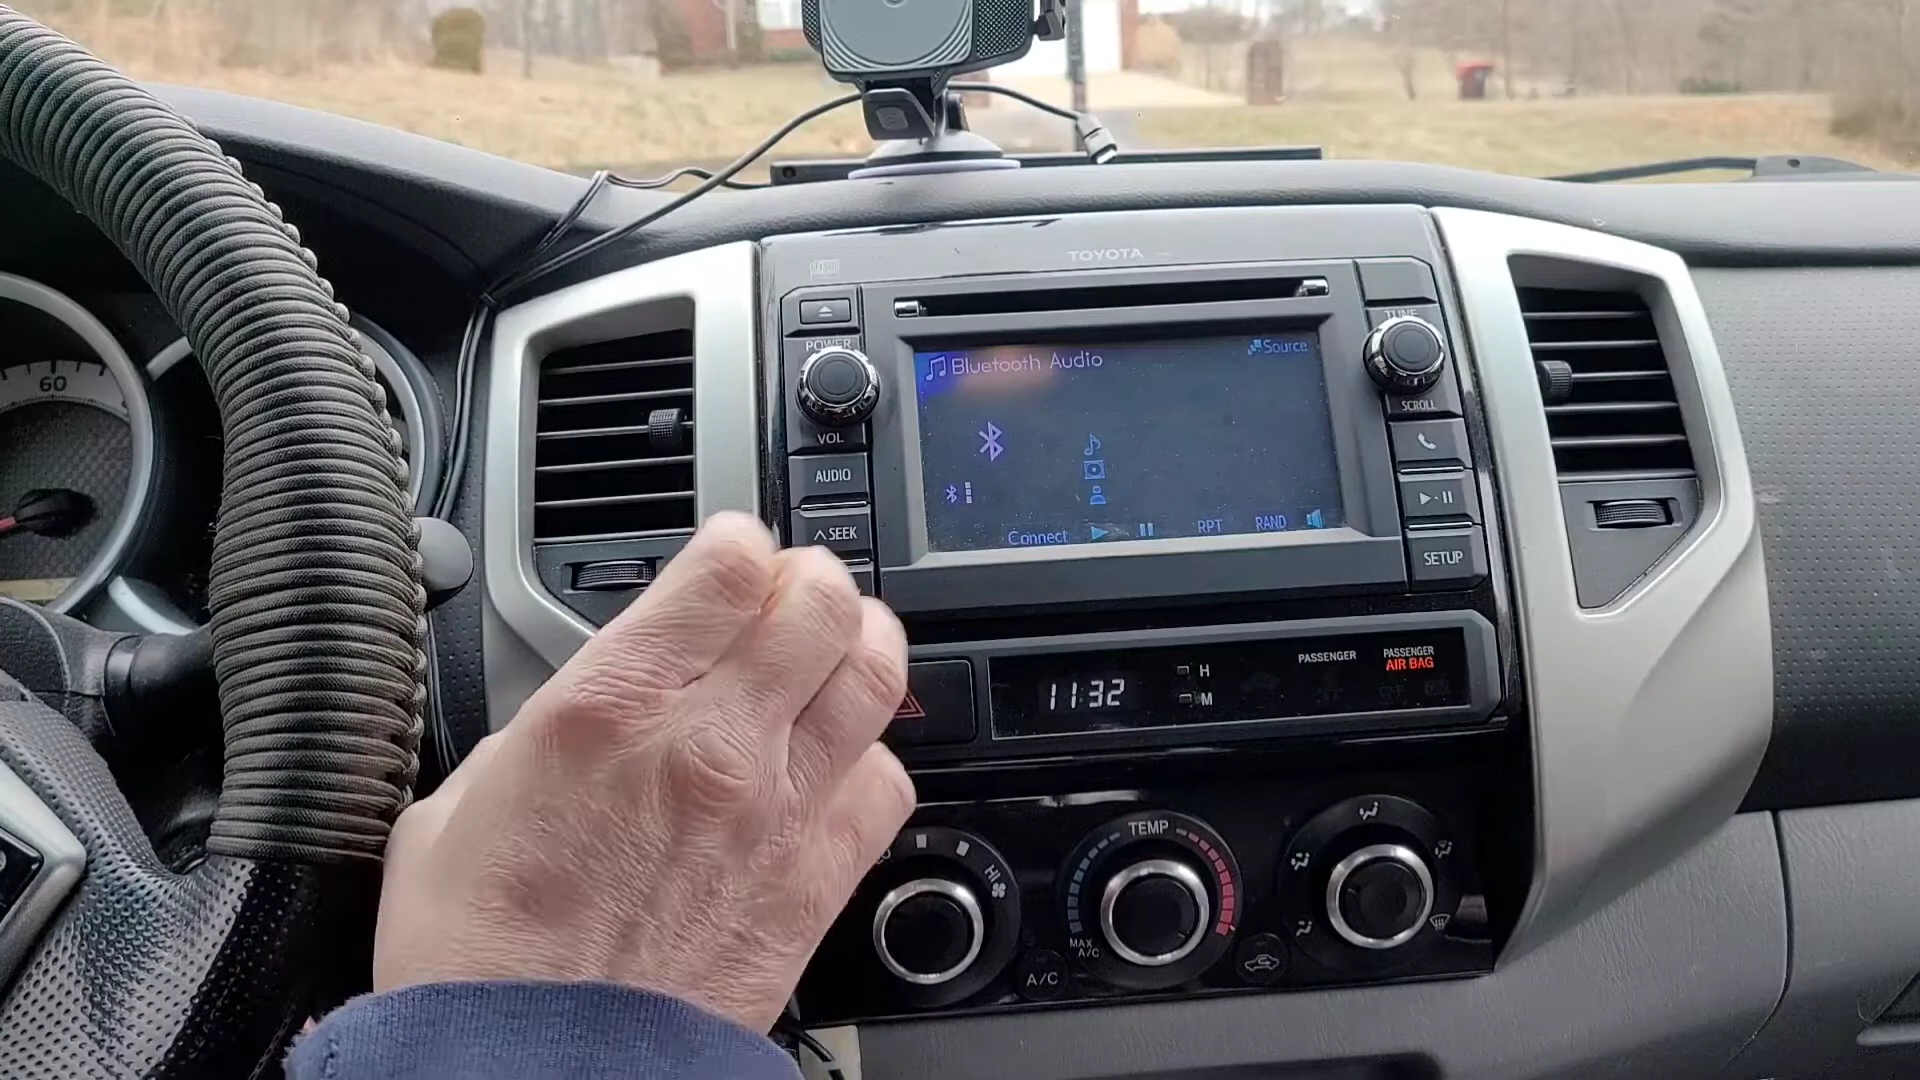 TOYOTA
POWER
TUNE
Bluetooth Audio
Source
VOL
SCROLL
AUDIO
∧ SEEK
Connect
RPT
RAND
SETUP
60
11:32
H
M
PASSENGER
PASSENGER
AIR BAG
HI
TEMP
MAX
A/C
A/C